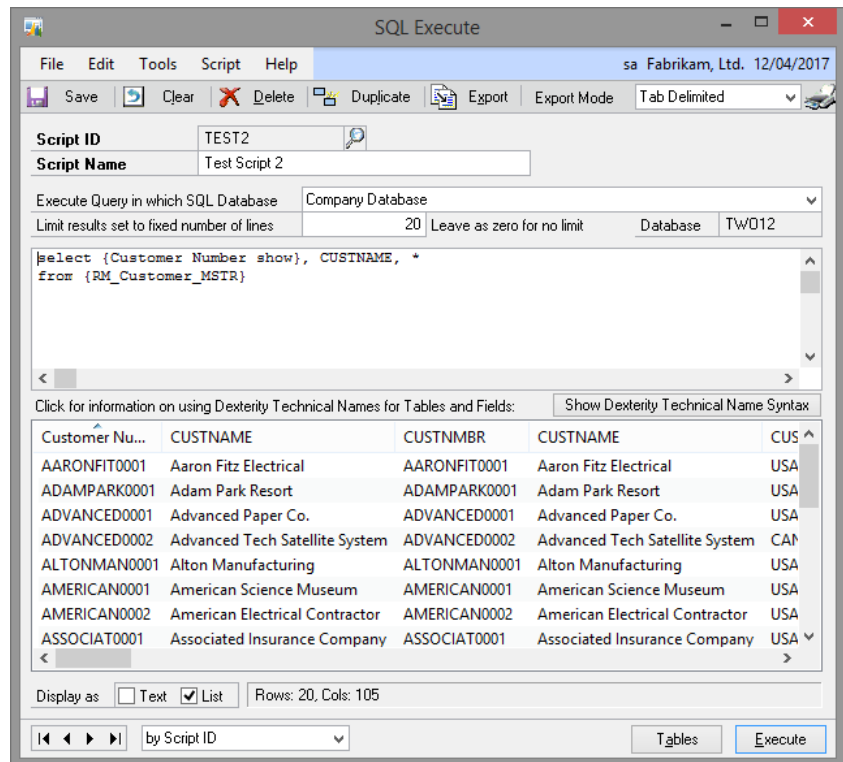 SQL Execute
File Edit Tools Script Help sa Fabrikam, Ltd. 12/04/2017
Save Clear Delete Duplicate Export Export Mode Tab Delimited
Script ID TEST2
Script Name Test Script 2
Execute Query in which SQL Database Company Database
Limit results set to fixed number of lines 20 Leave as zero for no limit Database TWO12
select {Customer Number show}, CUSTNAME, *
from {RM_Customer_MSTR}
Click for information on using Dexterity Technical Names for Tables and Fields: Show Dexterity Technical Name Syntax
Customer Nu... CUSTNAME CUSTNMBR CUSTNAME CUS
AARONFIT0001 Aaron Fitz Electrical AARONFIT0001 Aaron Fitz Electrical USA
ADAMPARK0001 Adam Park Resort ADAMPARK0001 Adam Park Resort USA
ADVANCED0001 Advanced Paper Co. ADVANCED0001 Advanced Paper Co. USA
ADVANCED0002 Advanced Tech Satellite System ADVANCED0002 Advanced Tech Satellite System CAN
ALTONMAN0001 Alton Manufacturing ALTONMAN0001 Alton Manufacturing USA
AMERICAN0001 American Science Museum AMERICAN0001 American Science Museum USA
AMERICAN0002 American Electrical Contractor AMERICAN0002 American Electrical Contractor USA
ASSOCIAT0001 Associated Insurance Company ASSOCIAT0001 Associated Insurance Company USA
Display as Text List Rows: 20, Cols: 105
by Script ID Tables Execute